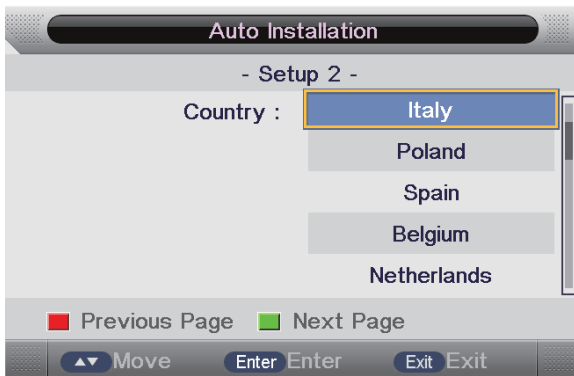 Auto Installation
- Setup 2 -
Country : Italy
Poland
Spain
Belgium
Netherlands
Previous Page Next Page
Move Enter Enter Exit Exit